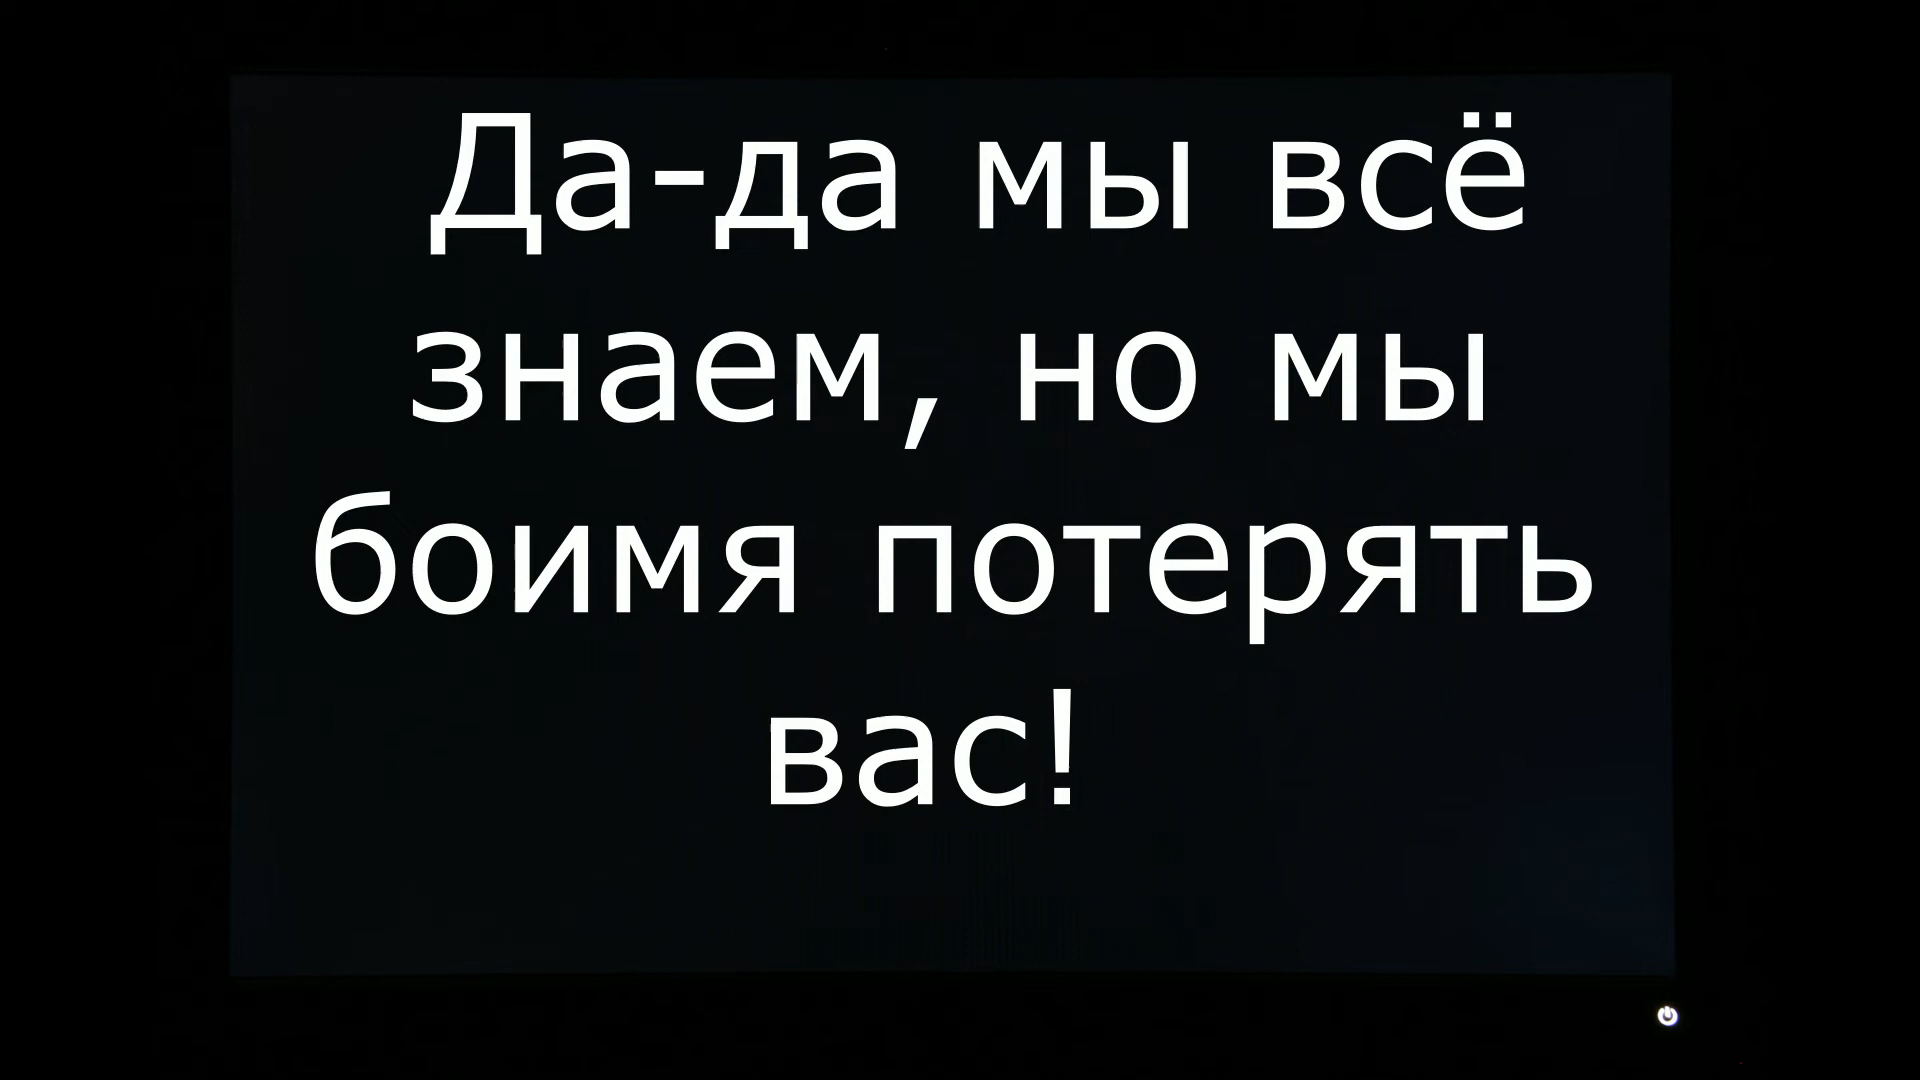 Да-да мы всё
знаем, но мы
боимя потерять
вас!